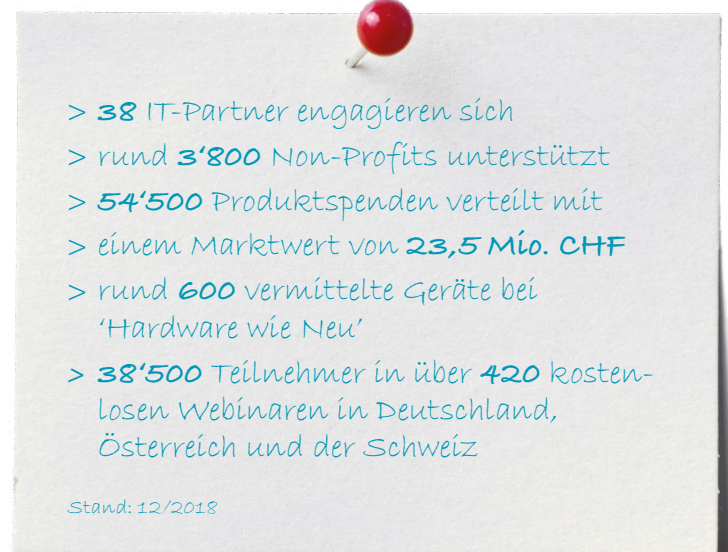 > 38 IT-Partner engagieren sich
> rund 3‘800 Non-Profits unterstützt
> 54‘500 Produktspenden verteilt mit
> einem Marktwert von 23,5 Mio. CHF
> rund 600 vermittelte Geräte bei
‘Hardware wie Neu’
> 38‘500 Teilnehmer in über 420 kosten-
losen Webinaren in Deutschland,
Österreich und der Schweiz
Stand: 12/2018